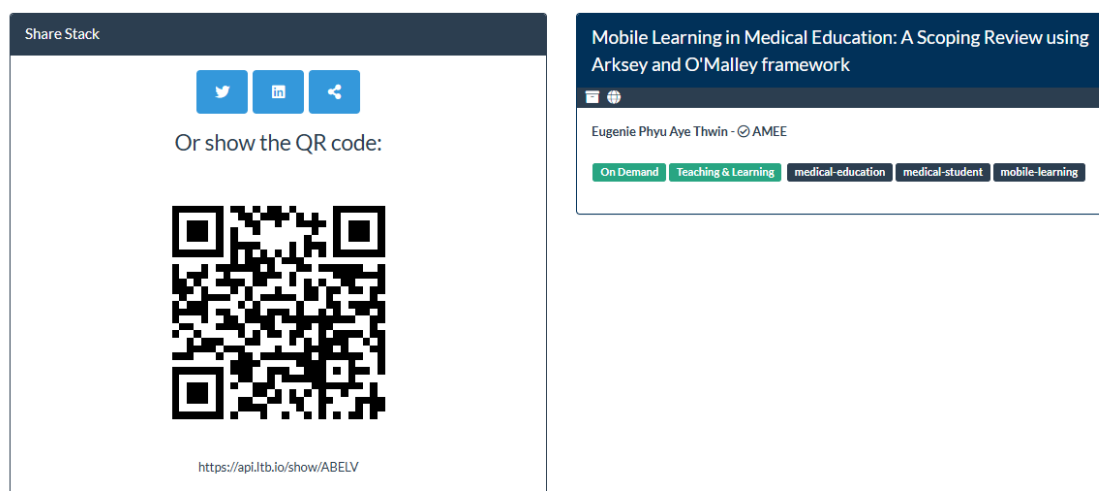 Share Stack
Or show the QR code:
https://api.ltb.io/show/ABELV
Mobile Learning in Medical Education: A Scoping Review using
Arksey and O'Malley framework
Eugenie Phyu Aye Thwin - AMEE
On Demand Teaching & Learning medical-education medical-student mobile-learning